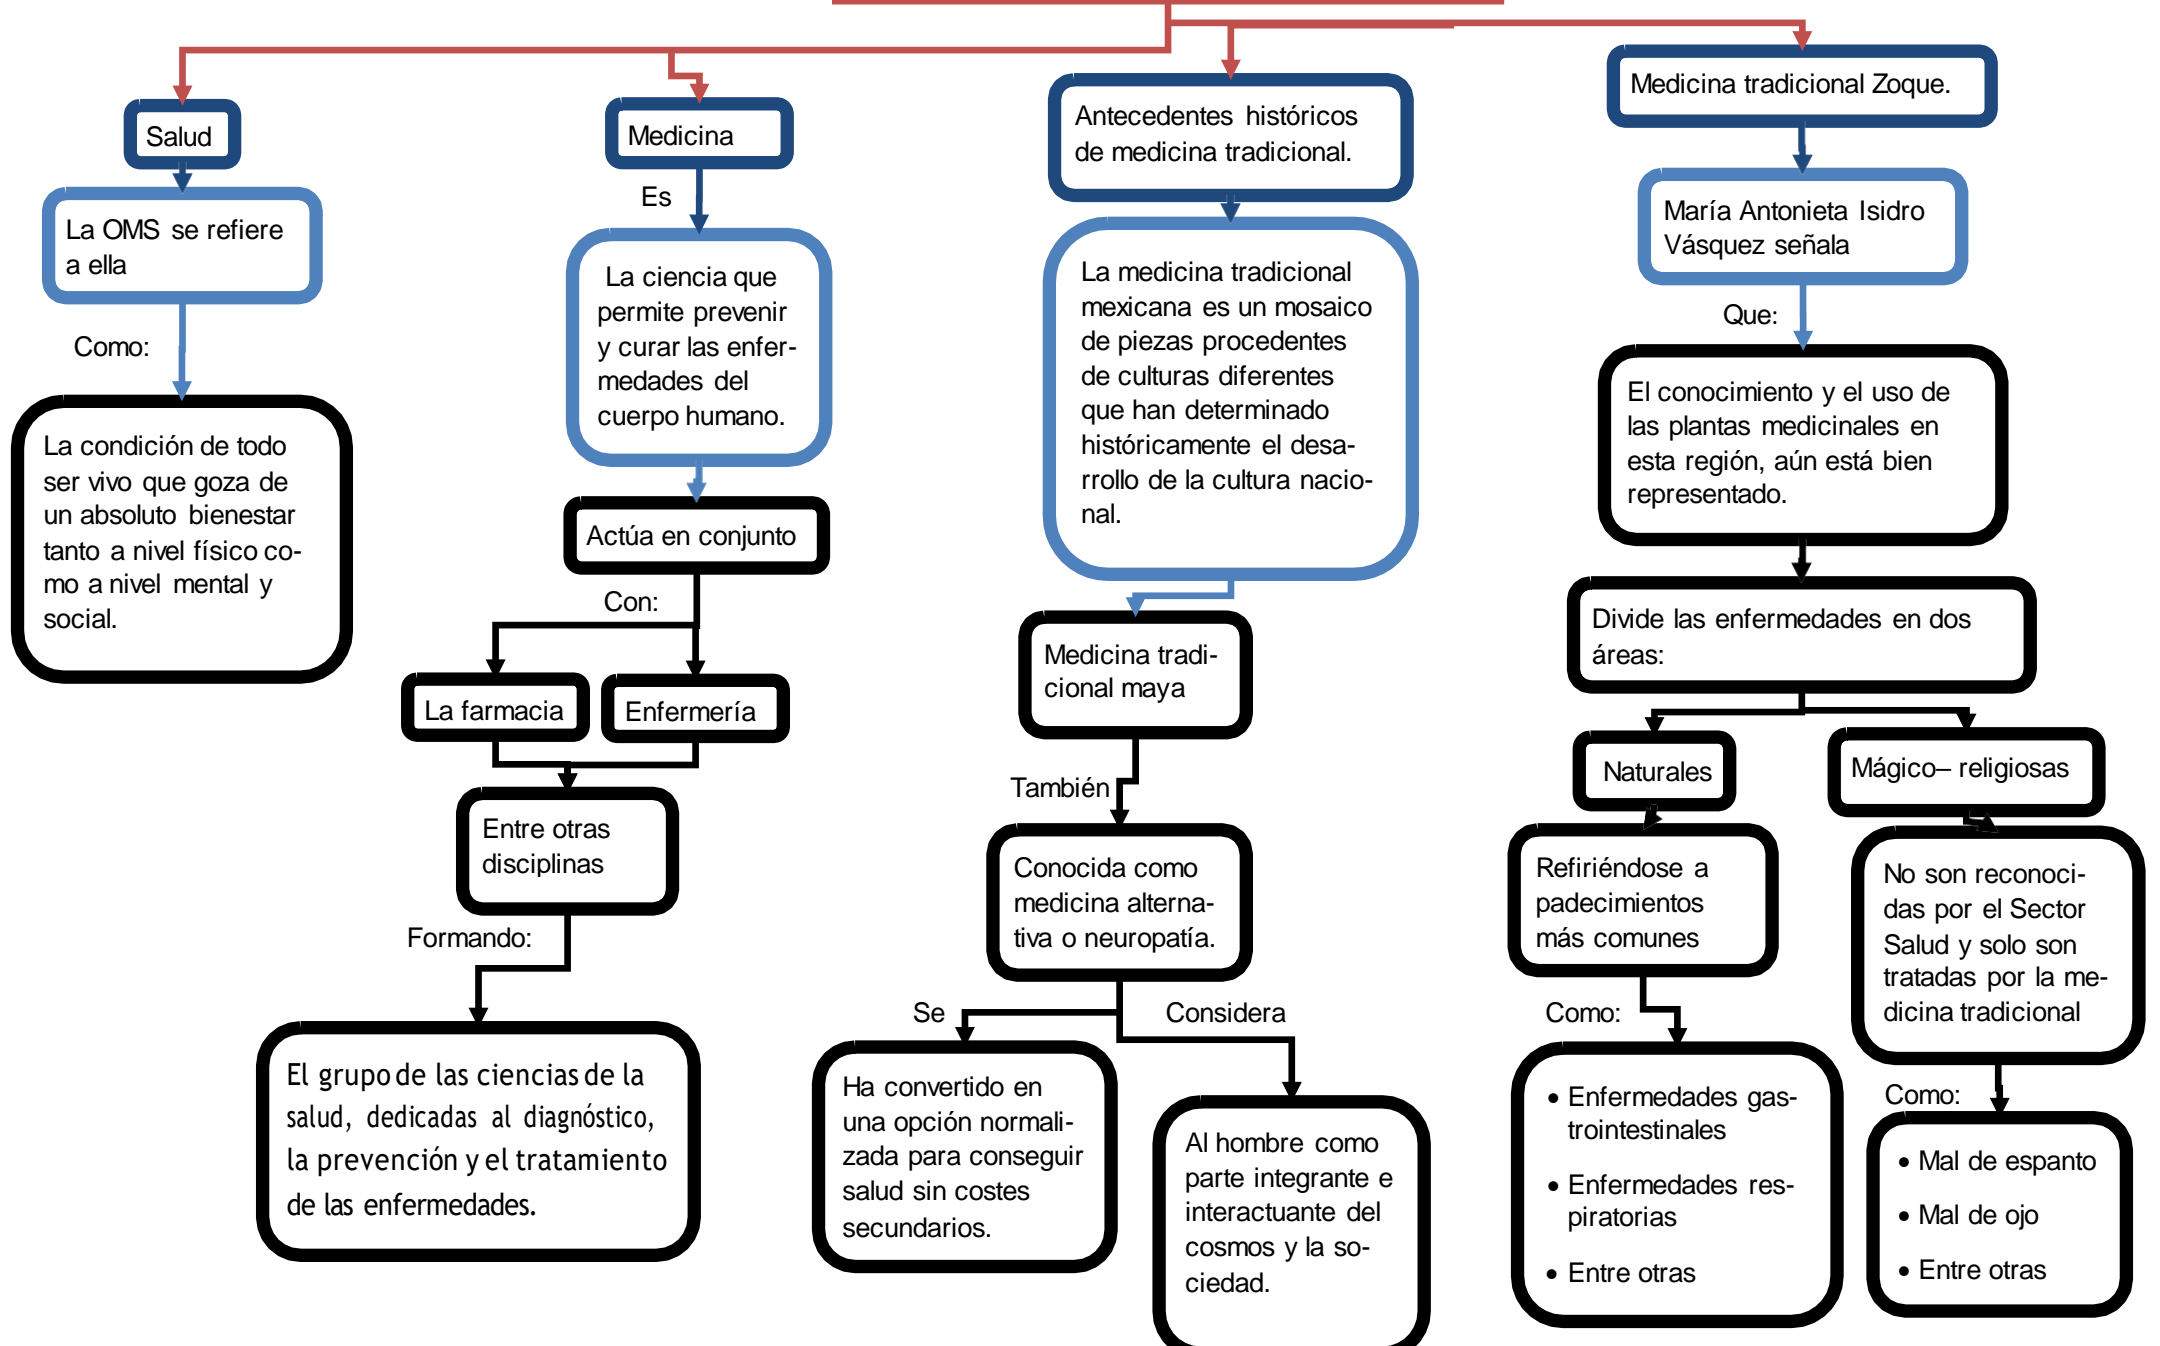 Salud
La OMS se refiere
a ella
Como:
La condición de todo
ser vivo que goza de
un absoluto bienestar
tanto a nivel físico co-
mo a nivel mental y
social.
Medicina
Es
La ciencia que
permite prevenir
y curar las enfer-
medades del
cuerpo humano.
Actúa en conjunto
Con:
La farmacia
Enfermería
Entre otras
disciplinas
Formando:
El grupo de las ciencias de la
salud, dedicadas al diagnóstico,
la prevención y el tratamiento
de las enfermedades.
Antecedentes históricos
de medicina tradicional.
La medicina tradicional
mexicana es un mosaico
de piezas procedentes
de culturas diferentes
que han determinado
históricamente el desa-
rrollo de la cultura nacio-
nal.
Medicina tradi-
cional maya
También
Conocida como
medicina alterna-
tiva o neuropatía.
Se
Ha convertido en
una opción normali-
zada para conseguir
salud sin costes
secundarios.
Considera
Al hombre como
parte integrante e
interactuante del
cosmos y la so-
ciedad.
Medicina tradicional Zoque.
María Antonieta Isidro
Vásquez señala
Que:
El conocimiento y el uso de
las plantas medicinales en
esta región, aún está bien
representado.
Divide las enfermedades en dos
áreas:
Naturales
Refiriéndose a
padecimientos
más comunes
Como:
• Enfermedades gas-
trointestinales
• Enfermedades res-
piratorias
• Entre otras
Mágico– religiosas
No son reconoci-
das por el Sector
Salud y solo son
tratadas por la me-
dicina tradicional
Como:
• Mal de espanto
• Mal de ojo
• Entre otras